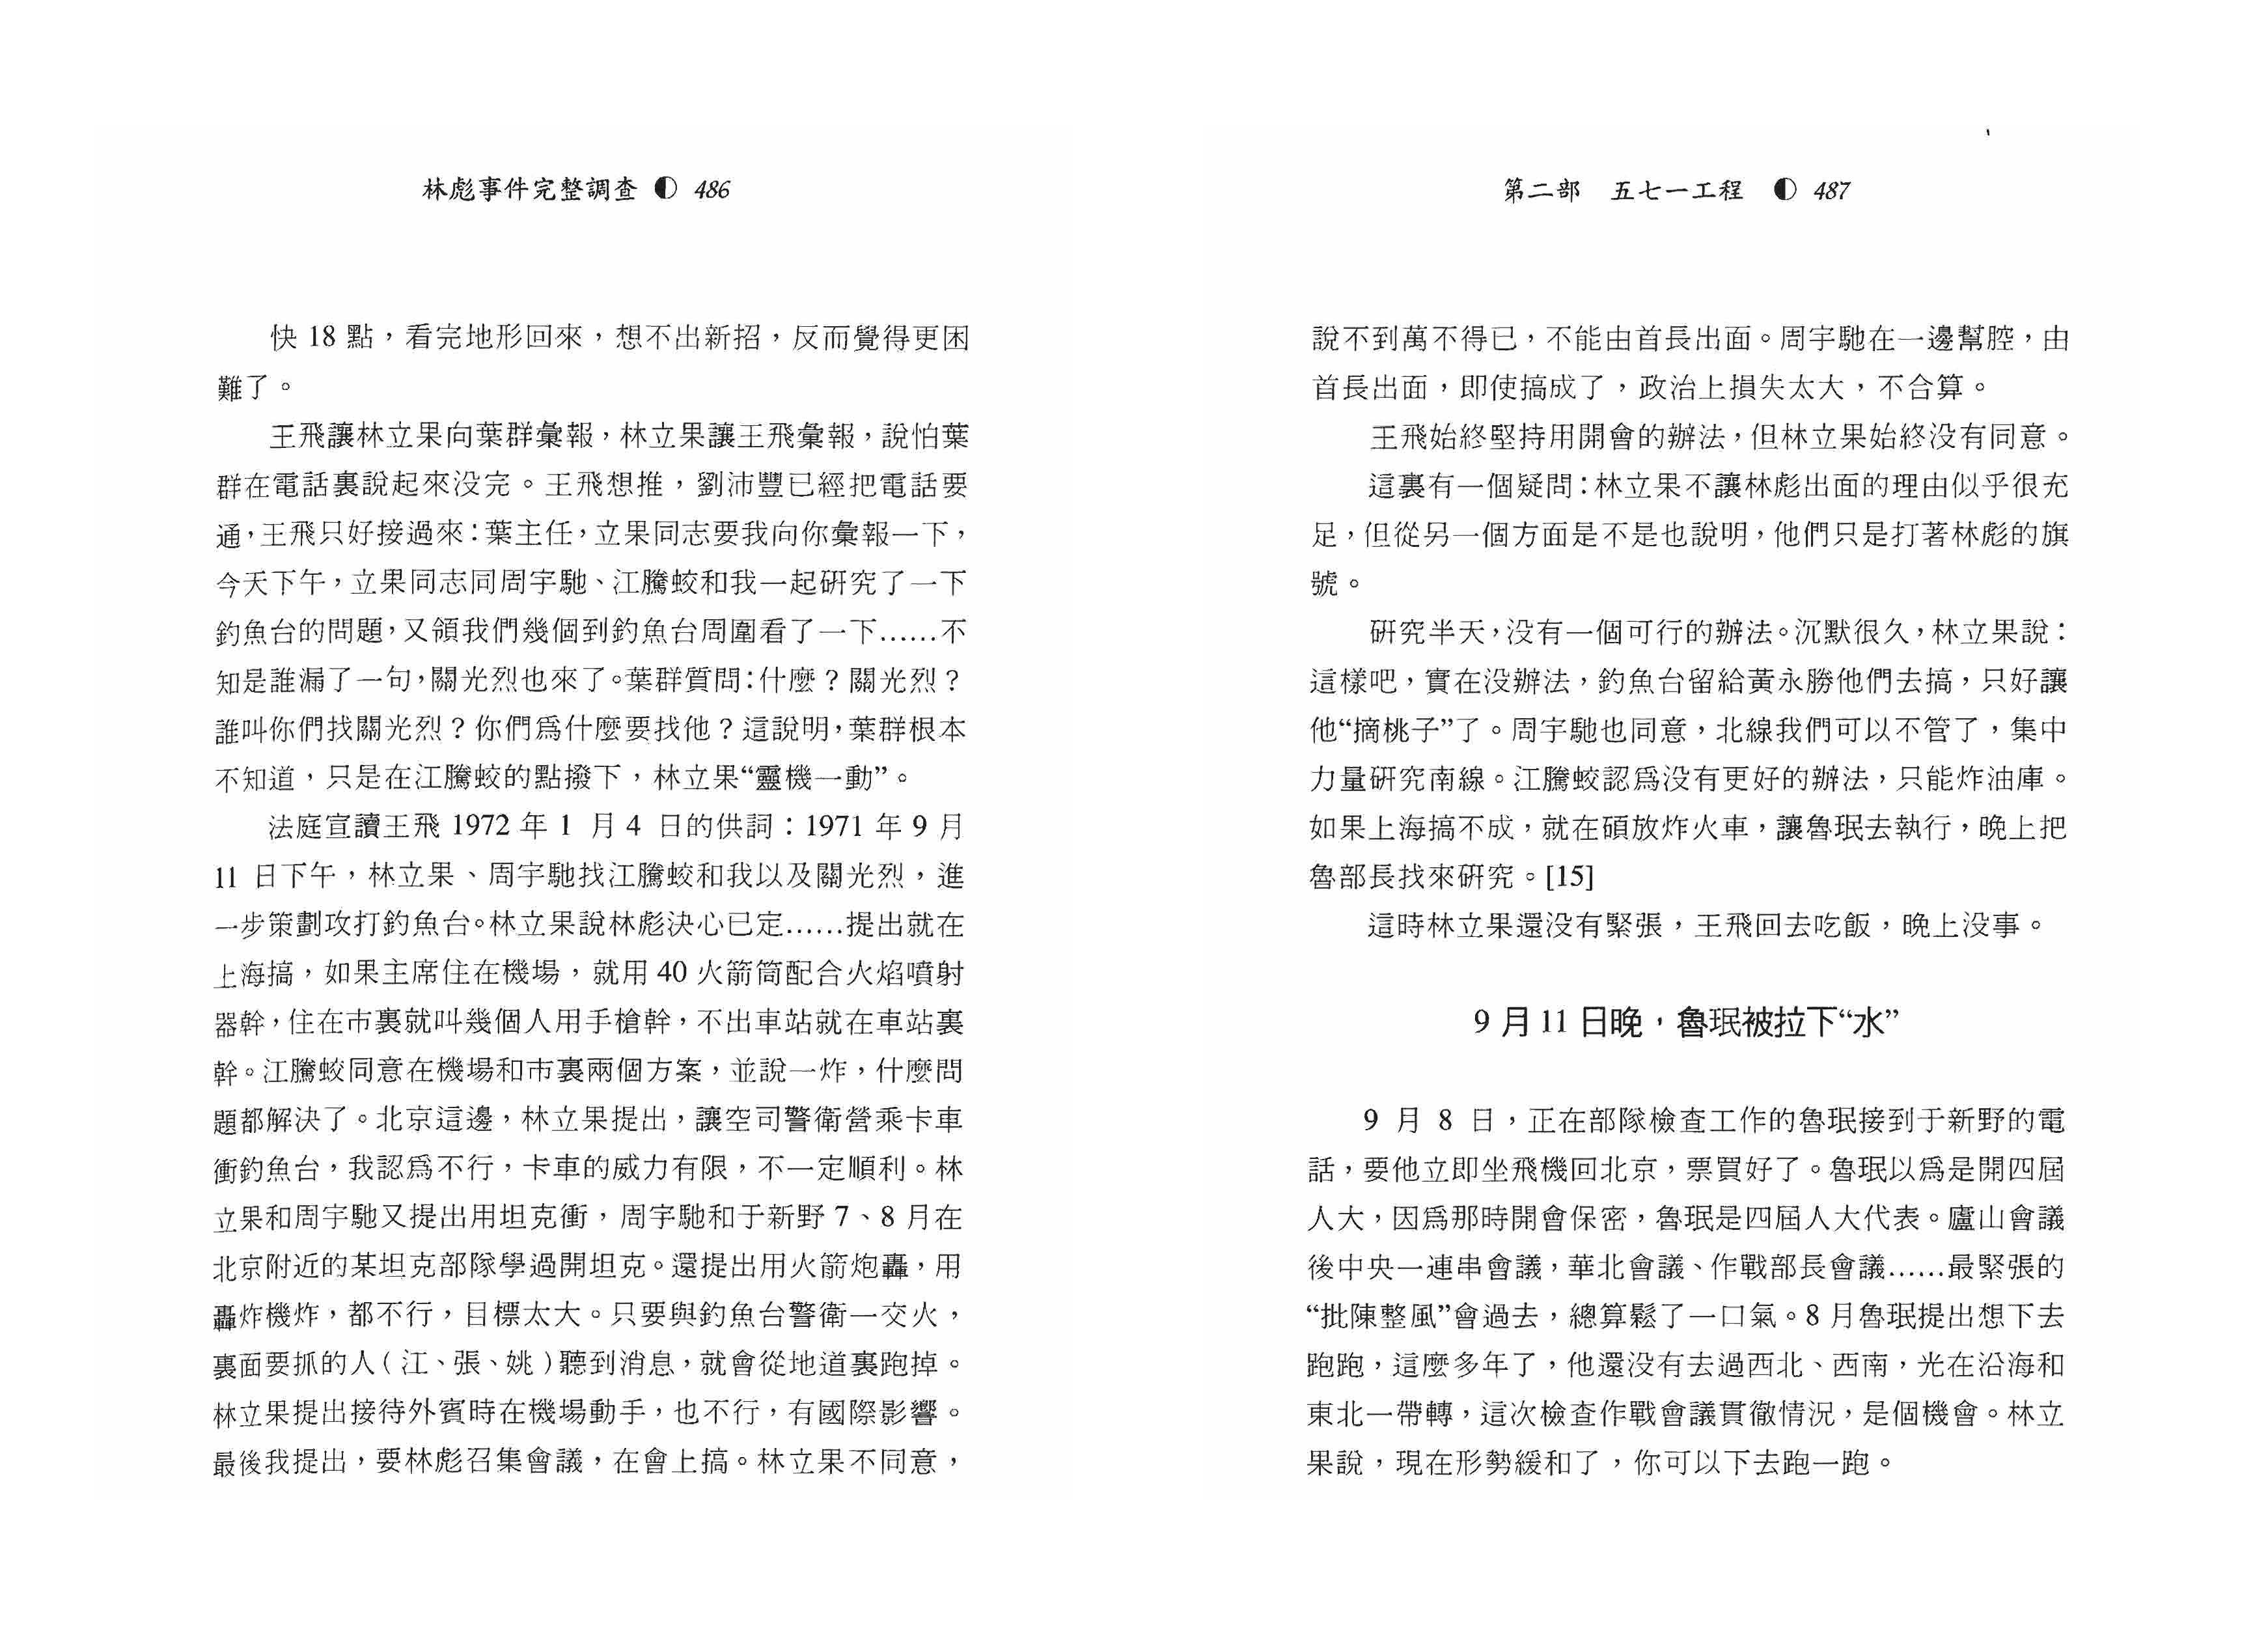 林彪事件完整調查 ◐ 486
快 18 點，看完地形回來，想不出新招，反而覺得更困
難了。
王飛讓林立果向葉群彙報，林立果讓王飛彙報，說怕葉
群在電話裏說起來没完。王飛想推，劉沛豐已經把電話要
通，王飛只好接過來：葉主任，立果同志要我向你彙報一下，
今天下午，立果同志同周宇馳、江騰蛟和我一起研究了一下
釣魚台的問題，又領我們幾個到釣魚台周圍看了一下……不
知是誰漏了一句，關光烈也來了。葉群質問：什麼？關光烈？
誰叫你們找關光烈？你們爲什麼要找他？這說明，葉群根本
不知道，只是在江騰蛟的點撥下，林立果“靈機一動”。
法庭宣讀王飛 1972 年 1 月 4 日的供詞：1971 年 9 月
11 日下午，林立果、周宇馳找江騰蛟和我以及關光烈，進
一步策劃攻打釣魚台。林立果說林彪決心已定……提出就在
上海搞，如果主席住在機場，就用 40 火箭筒配合火焰噴射
器幹，住在市裏就叫幾個人用手槍幹，不出車站就在車站裏
幹。江騰蛟同意在機場和市裏兩個方案，並說一炸，什麼問
題都解決了。北京這邊，林立果提出，讓空司警衛營乘卡車
衝釣魚台，我認爲不行，卡車的威力有限，不一定順利。林
立果和周宇馳又提出用坦克衝，周宇馳和于新野 7、8 月在
北京附近的某坦克部隊學過開坦克。還提出用火箭炮轟，用
轟炸機炸，都不行，目標太大。只要與釣魚台警衛一交火，
裏面要抓的人（江、張、姚）聽到消息，就會從地道裏跑掉。
林立果提出接待外賓時在機場動手，也不行，有國際影響。
最後我提出，要林彪召集會議，在會上搞。林立果不同意，
第二部 五七一工程 ◐ 487
說不到萬不得已，不能由首長出面。周宇馳在一邊幫腔，由
首長出面，即使搞成了，政治上損失太大，不合算。
王飛始終堅持用開會的辦法，但林立果始終没有同意。
這裏有一個疑問：林立果不讓林彪出面的理由似乎很充
足，但從另一個方面是不是也說明，他們只是打著林彪的旗
號。
研究半天，没有一個可行的辦法。沉默很久，林立果說：
這樣吧，實在没辦法，釣魚台留給黃永勝他們去搞，只好讓
他“摘桃子”了。周宇馳也同意，北線我們可以不管了，集中
力量研究南線。江騰蛟認爲没有更好的辦法，只能炸油庫。
如果上海搞不成，就在碩放炸火車，讓魯珉去執行，晚上把
魯部長找來研究。[15]
這時林立果還没有緊張，王飛回去吃飯，晚上没事。
9 月 11 日晚，魯珉被拉下“水”
9 月 8 日，正在部隊檢查工作的魯珉接到于新野的電
話，要他立即坐飛機回北京，票買好了。魯珉以爲是開四屆
人大，因爲那時開會保密，魯珉是四屆人大代表。廬山會議
後中央一連串會議，華北會議、作戰部長會議……最緊張的
“批陳整風”會過去，總算鬆了一口氣。8 月魯珉提出想下去
跑跑，這麼多年了，他還没有去過西北、西南，光在沿海和
東北一帶轉，這次檢查作戰會議貫徹情況，是個機會。林立
果說，現在形勢緩和了，你可以下去跑一跑。